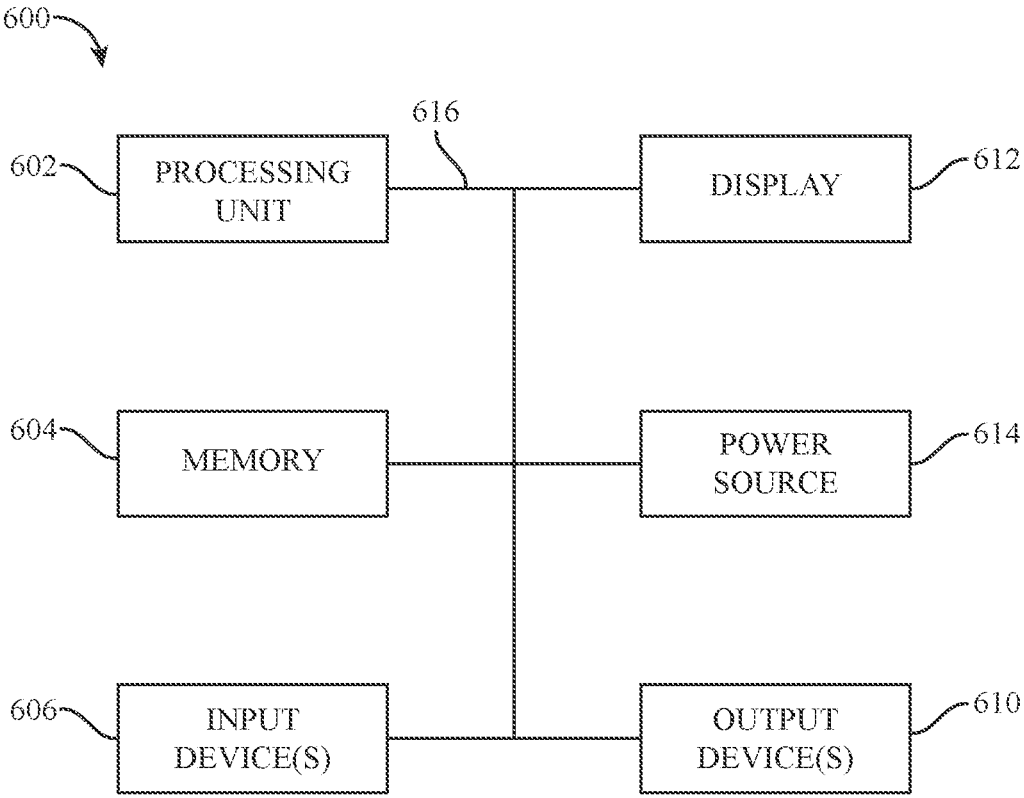 600
616
602
PROCESSING
UNIT
DISPLAY
612
604
MEMORY
POWER
SOURCE
614
606
INPUT
DEVICE(S)
OUTPUT
DEVICE(S)
610